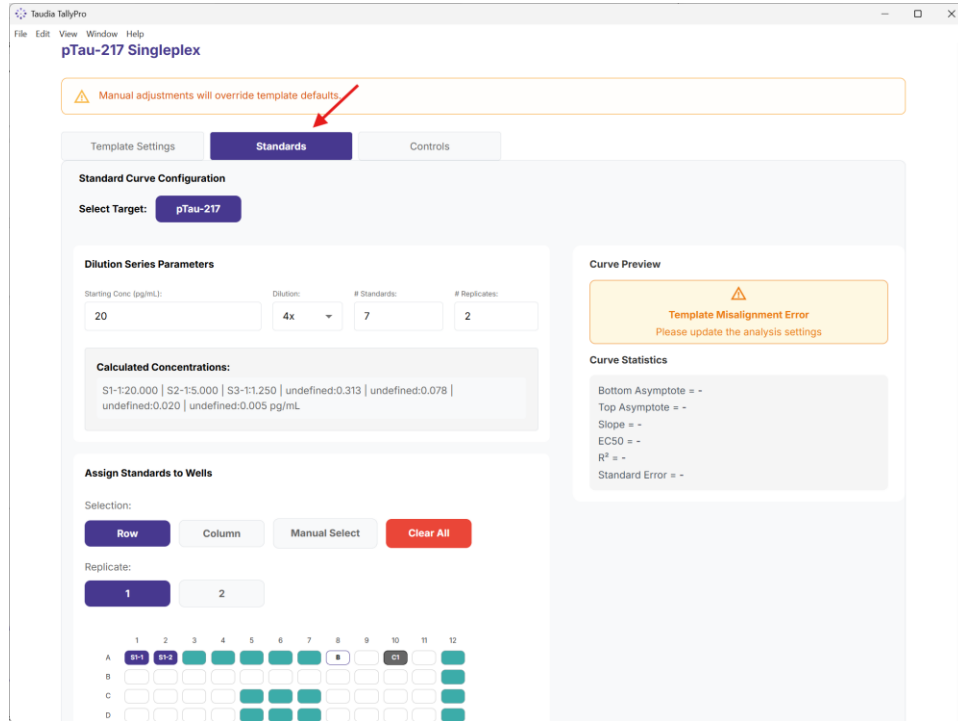 Taudia TallyPro
File Edit View Window Help
pTau-217 Singleplex
Manual adjustments will override template defaults.
Template Settings
Standards
Controls
Standard Curve Configuration
Select Target: pTau-217
Dilution Series Parameters
Starting Conc (pg/mL): Dilution: # Standards: # Replicates:
20 4x 7 2
Calculated Concentrations:
S1-1:20.000 | S2-1:5.000 | S3-1:1.250 | undefined:0.313 | undefined:0.078 |
undefined:0.020 | undefined:0.005 pg/mL
Assign Standards to Wells
Selection:
Row Column Manual Select Clear All
Replicate:
1 2
1 2 3 4 5 6 7 8 9 10 11 12
A S1-1 S1-2 B C1
B
C
D
Curve Preview
Template Misalignment Error
Please update the analysis settings
Curve Statistics
Bottom Asymptote = -
Top Asymptote = -
Slope = -
EC50 = -
R² = -
Standard Error = -